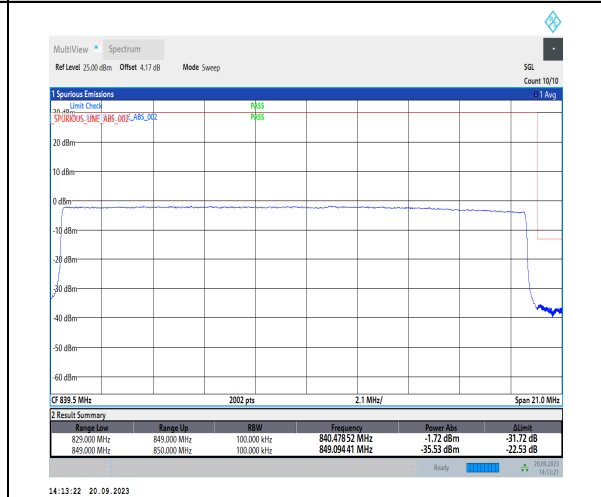 MultiView Spectrum
Ref Level 25.00 dBm Offset 4.17 dB Mode Sweep SGL
Count 10/10
1 Spurious Emissions 1 Avg
Limit Check PASS
30 dBm
_SPURIOUS_LINE_ABS_002 _ABS_002 PASS
20 dBm
10 dBm
0 dBm
-10 dBm
-20 dBm
-30 dBm
-40 dBm
-50 dBm
-60 dBm
CF 839.5 MHz 2002 pts 2.1 MHz/ Span 21.0 MHz
2 Result Summary
Range Low Range Up RBW Frequency Power Abs ΔLimit
829.000 MHz 849.000 MHz 100.000 kHz 840.47852 MHz -1.72 dBm -31.72 dB
849.000 MHz 850.000 MHz 100.000 kHz 849.09441 MHz -35.53 dBm -22.53 dB
Ready 20.09.2023
14:13:21
14:13:22 20.09.2023